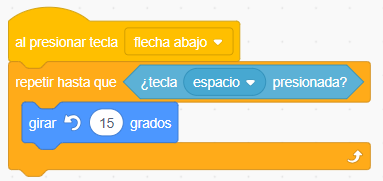 al presionar tecla flecha abajo
repetir hasta que ¿tecla espacio presionada?
girar 15 grados